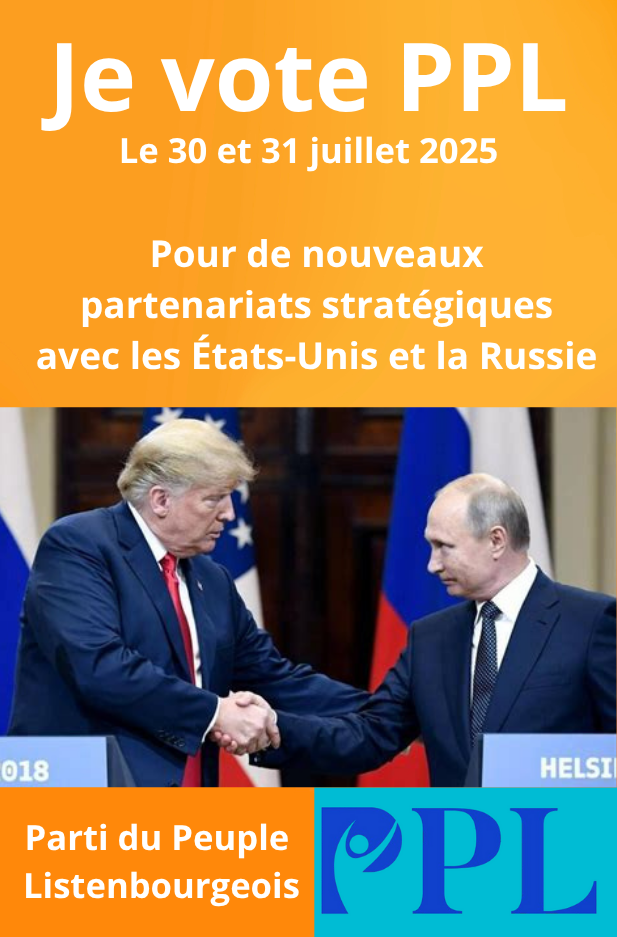 Je vote PPL
Le 30 et 31 juillet 2025
Pour de nouveaux
partenariats stratégiques
avec les États-Unis et la Russie
018
HELSI
Parti du Peuple
Listenbourgeois
PPL